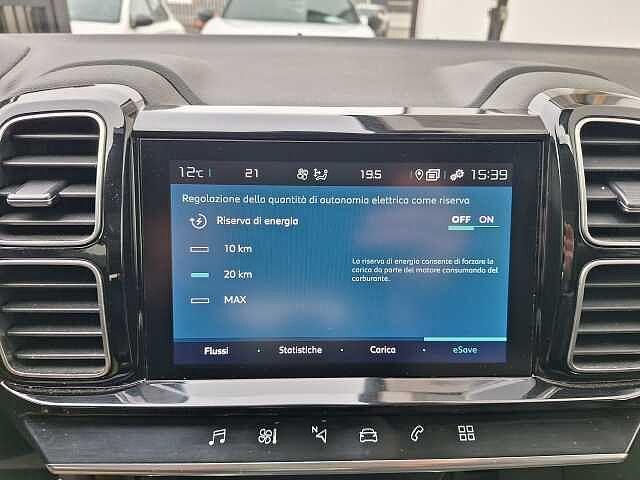 12°C 21 19.5 15:39
Regolazione della quantità di autonomia elettrica come riserva
Riserva di energia OFF ON
10 km
20 km
MAX
La riserva di energia consente di forzare la
carica da parte del motore consumando del
carburante.
Flussi · Statistiche · Carica · eSave
N